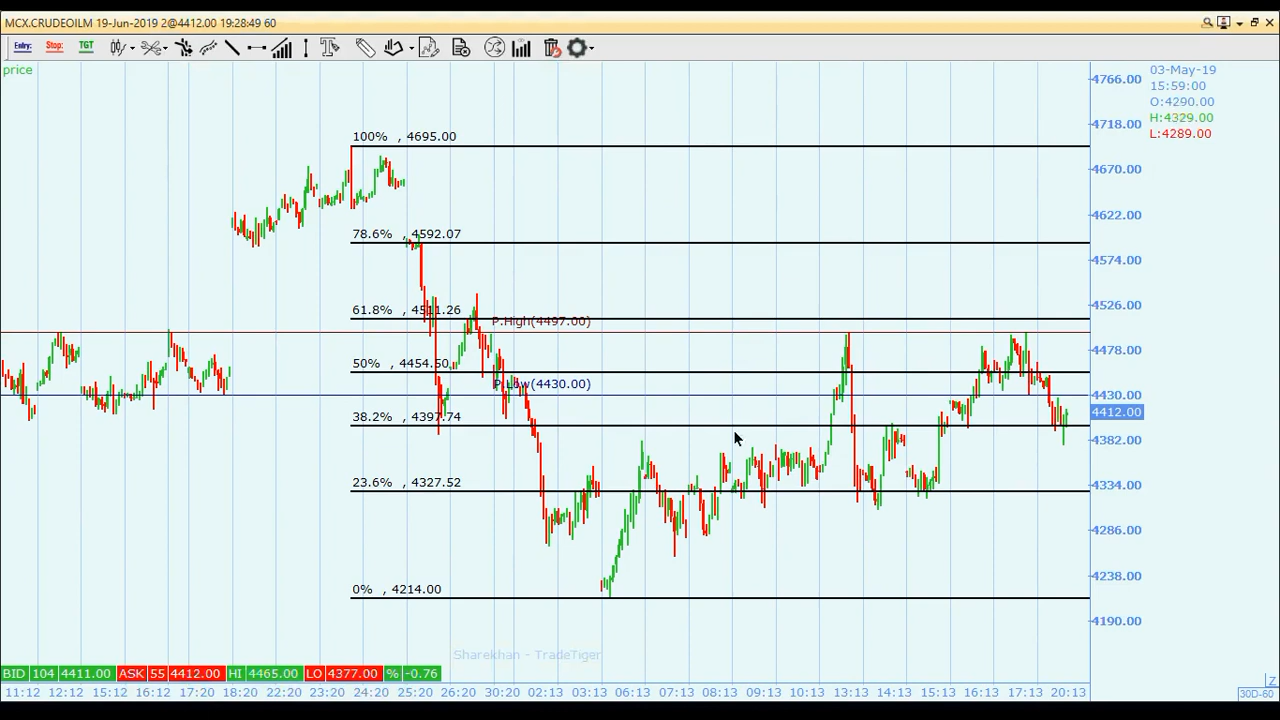 MCX.CRUDEOILM 19-Jun-2019 2@4412.00 19:28:49 60
Entry: Stop: TGT
price
03-May-19
15:59:00
O:4290.00
H:4329.00
L:4289.00
4766.00
4718.00
4670.00
4622.00
4574.00
4526.00
4478.00
4430.00
4412.00
4382.00
4334.00
4286.00
4238.00
4190.00
100% , 4695.00
78.6% , 4592.07
61.8% , 4511.26
P.High(4497.00)
50% , 4454.50
P.Low(4430.00)
38.2% , 4397.74
23.6% , 4327.52
0% , 4214.00
Sharekhan - TradeTiger
BID 104 4411.00 ASK 55 4412.00 HI 4465.00 LO 4377.00 % -0.76
11:12 12:12 15:12 16:12 17:20 18:20 22:20 23:20 24:20 25:20 26:20 30:20 02:13 03:13 06:13 07:13 08:13 09:13 10:13 13:13 14:13 15:13 16:13 17:13 20:13
Z
30D-60